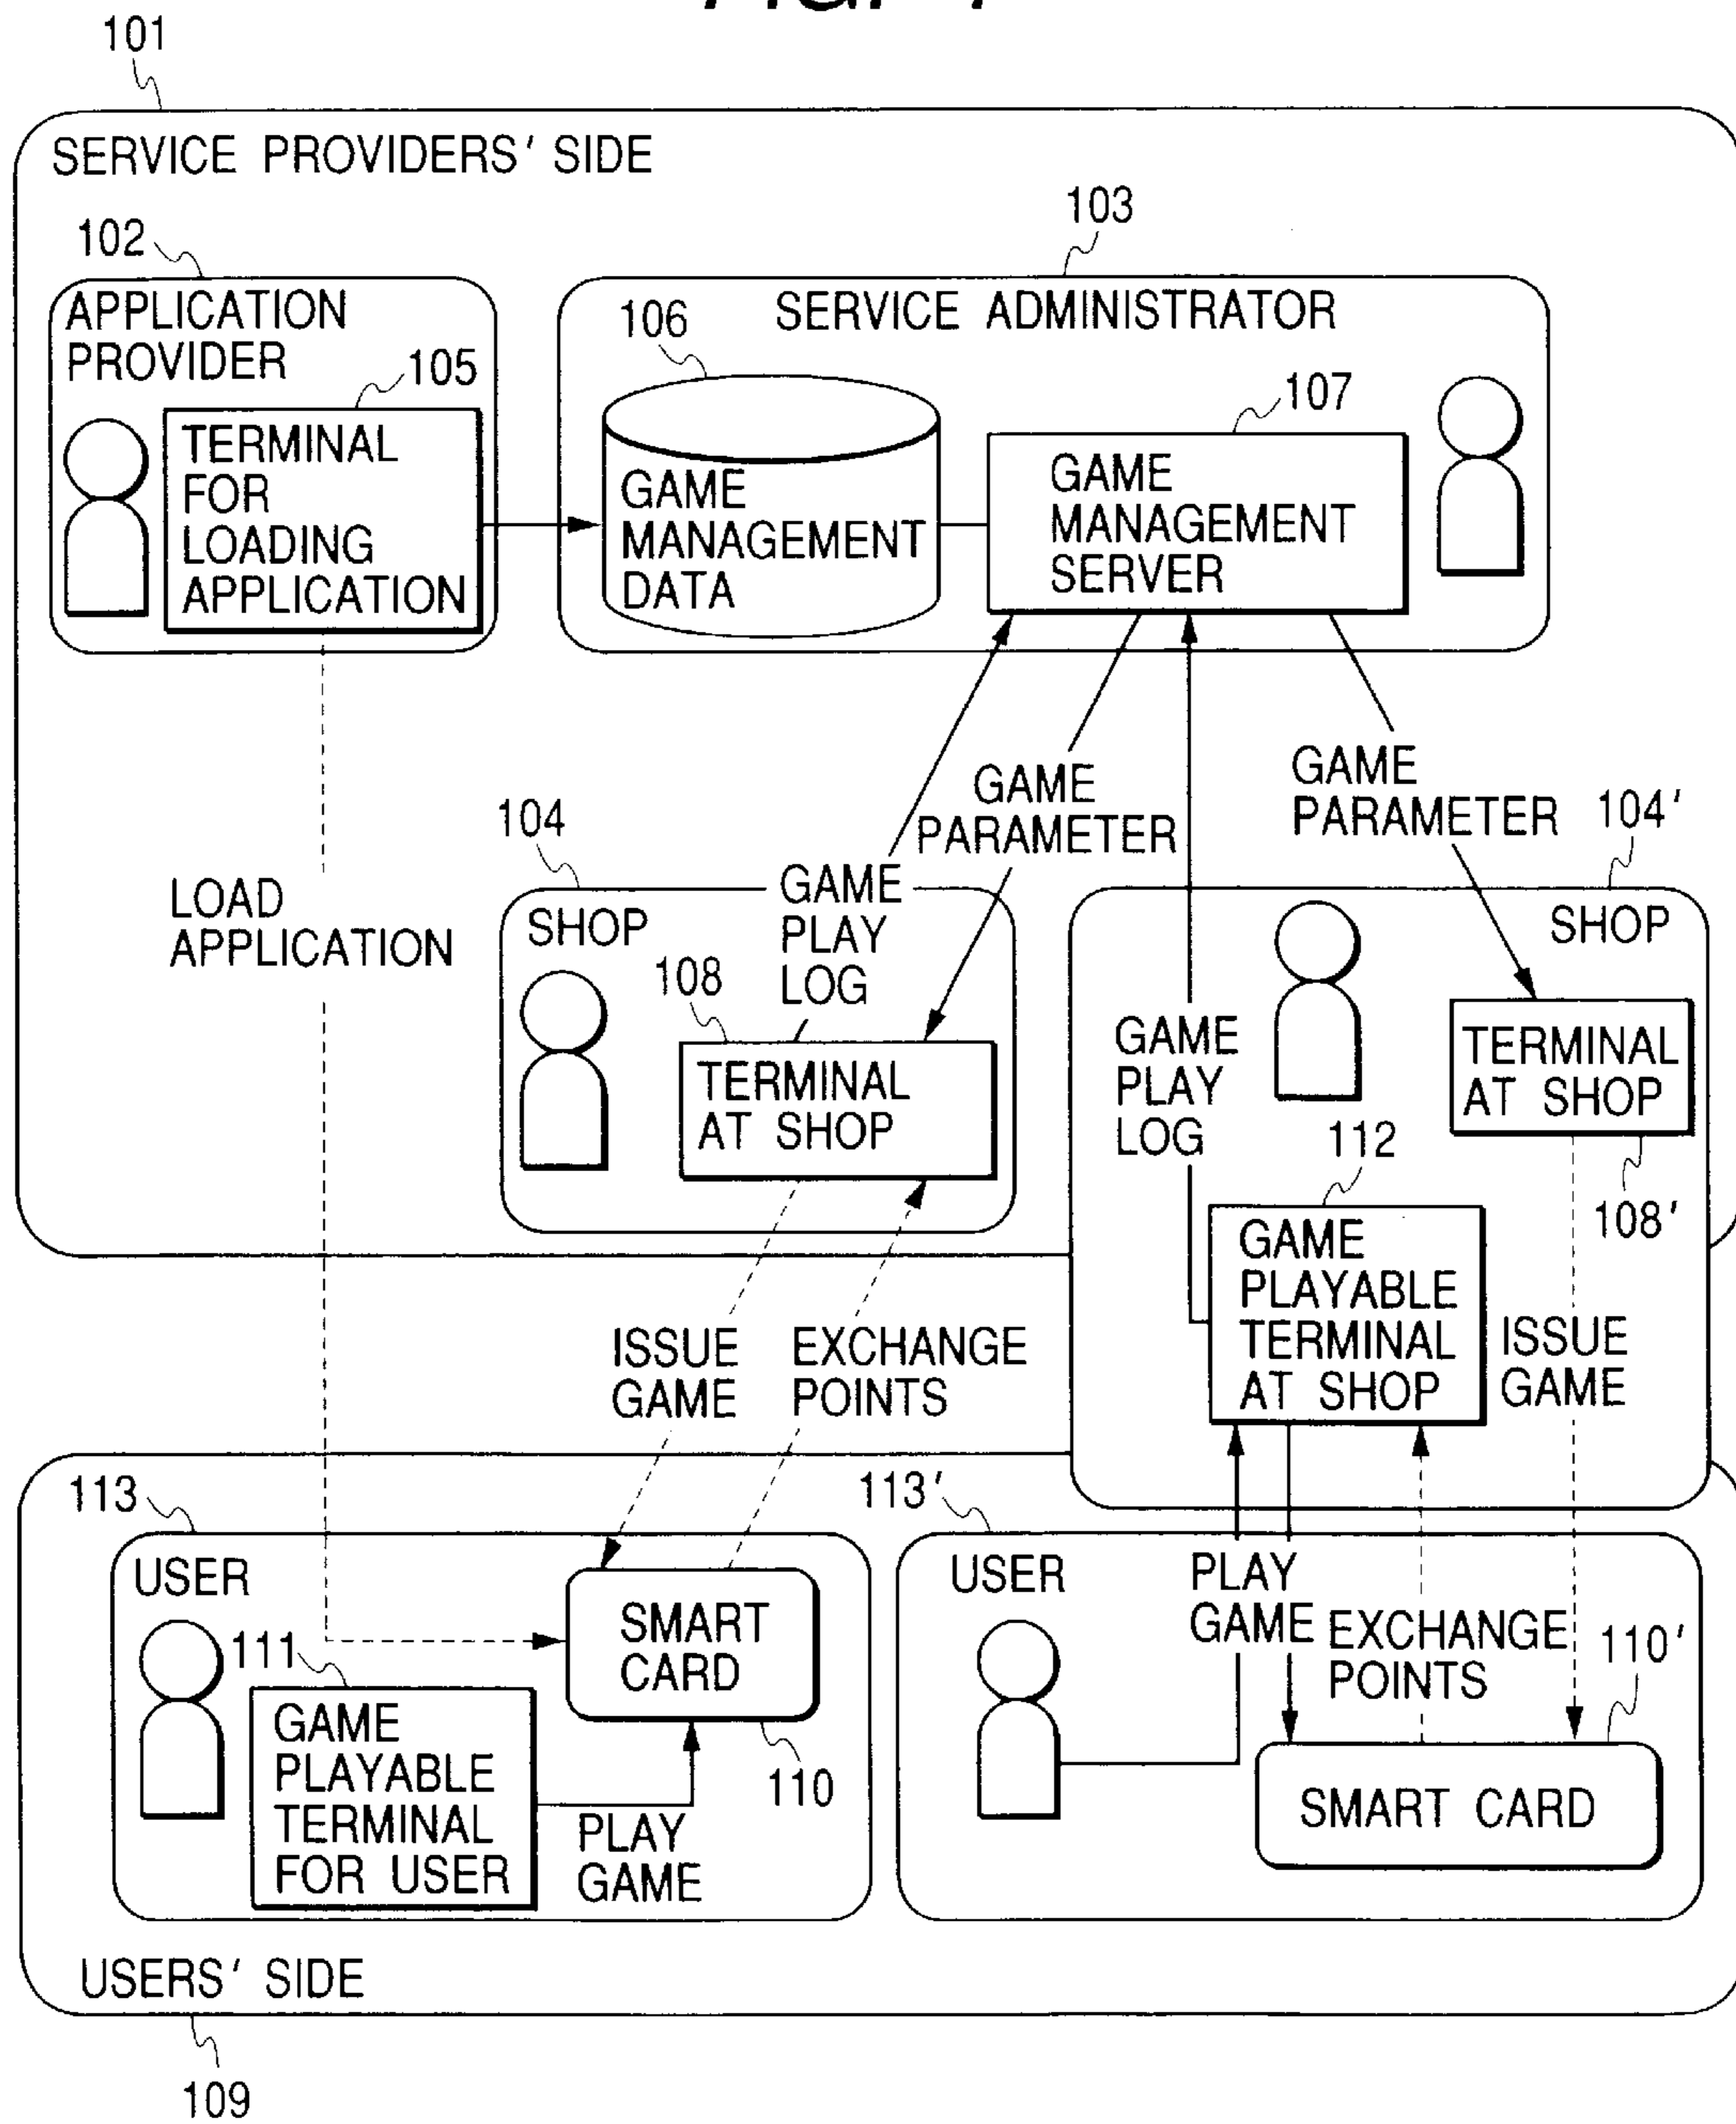 101
SERVICE PROVIDERS' SIDE
103
102
APPLICATION
PROVIDER
105
TERMINAL
FOR
LOADING
APPLICATION
106
SERVICE ADMINISTRATOR
107
GAME
MANAGEMENT
DATA
GAME
MANAGEMENT
SERVER
LOAD
APPLICATION
104
SHOP
108
GAME
PLAY
LOG
GAME
PARAMETER
TERMINAL
AT SHOP
GAME
PARAMETER
104'
SHOP
GAME
PLAY
LOG
TERMINAL
AT SHOP
112
108'
GAME
PLAYABLE
TERMINAL
AT SHOP
ISSUE
GAME
ISSUE
GAME
EXCHANGE
POINTS
113
USER
111
GAME
PLAYABLE
TERMINAL
FOR USER
SMART
CARD
110
PLAY
GAME
113'
USER
PLAY
GAME
EXCHANGE
POINTS
110'
SMART CARD
USERS' SIDE
109